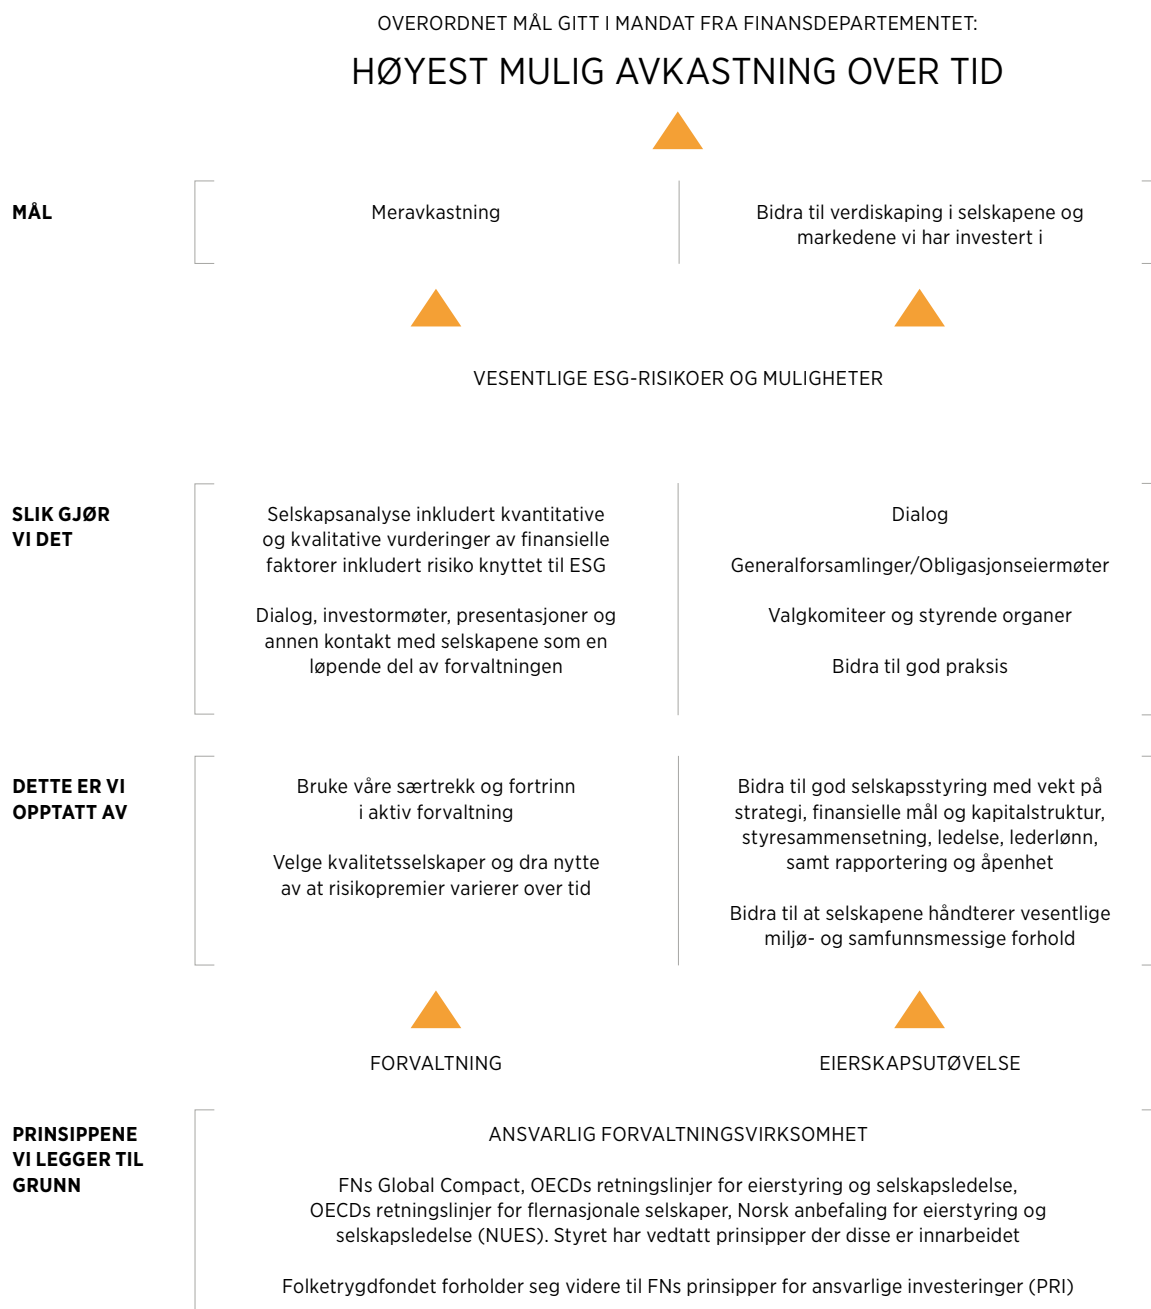 OVERORDNET MÅL GITT I MANDAT FRA FINANSDEPARTEMENTET:
HØYEST MULIG AVKASTNING OVER TID
MÅL
Meravkastning
Bidra til verdiskaping i selskapene og
markedene vi har investert i
VESENTLIGE ESG-RISIKOER OG MULIGHETER
SLIK GJØR
VI DET
Selskapsanalyse inkludert kvantitative
og kvalitative vurderinger av finansielle
faktorer inkludert risiko knyttet til ESG
Dialog, investormøter, presentasjoner og
annen kontakt med selskapene som en
løpende del av forvaltningen
Dialog
Generalforsamlinger/Obligasjonseiermøter
Valgkomiteer og styrende organer
Bidra til god praksis
DETTE ER VI
OPPTATT AV
Bruke våre særtrekk og fortrinn
i aktiv forvaltning
Velge kvalitetsselskaper og dra nytte
av at risikopremier varierer over tid
Bidra til god selskapsstyring med vekt på
strategi, finansielle mål og kapitalstruktur,
styresammensetning, ledelse, lederlønn,
samt rapportering og åpenhet
Bidra til at selskapene håndterer vesentlige
miljø- og samfunnsmessige forhold
FORVALTNING
EIERSKAPSUTØVELSE
PRINSIPPENE
VI LEGGER TIL
GRUNN
ANSVARLIG FORVALTNINGSVIRKSOMHET
FNs Global Compact, OECDs retningslinjer for eierstyring og selskapsledelse,
OECDs retningslinjer for flernasjonale selskaper, Norsk anbefaling for eierstyring og
selskapsledelse (NUES). Styret har vedtatt prinsipper der disse er innarbeidet
Folketrygdfondet forholder seg videre til FNs prinsipper for ansvarlige investeringer (PRI)